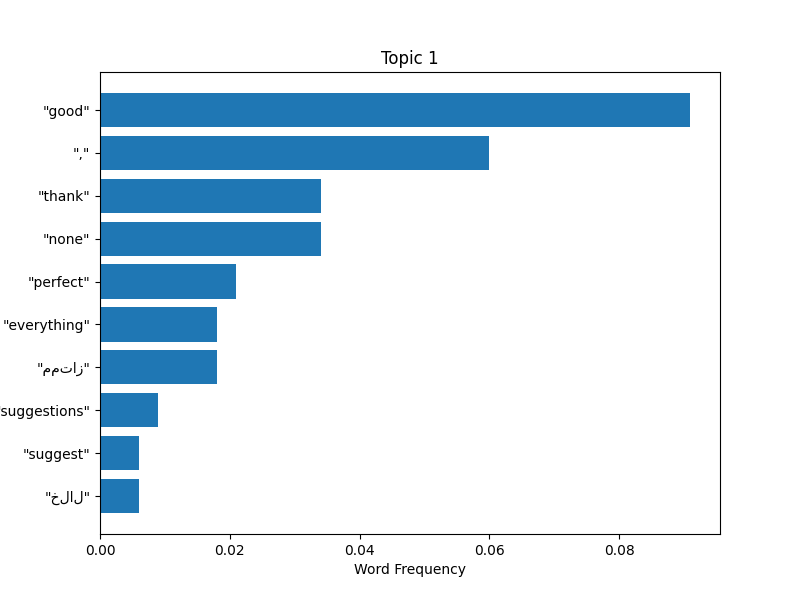 Topic 1
"good"
","
"thank"
"none"
"perfect"
"everything"
"ممتاز"
"suggestions"
"suggest"
"خلال"
0.00 0.02 0.04 0.06 0.08
Word Frequency